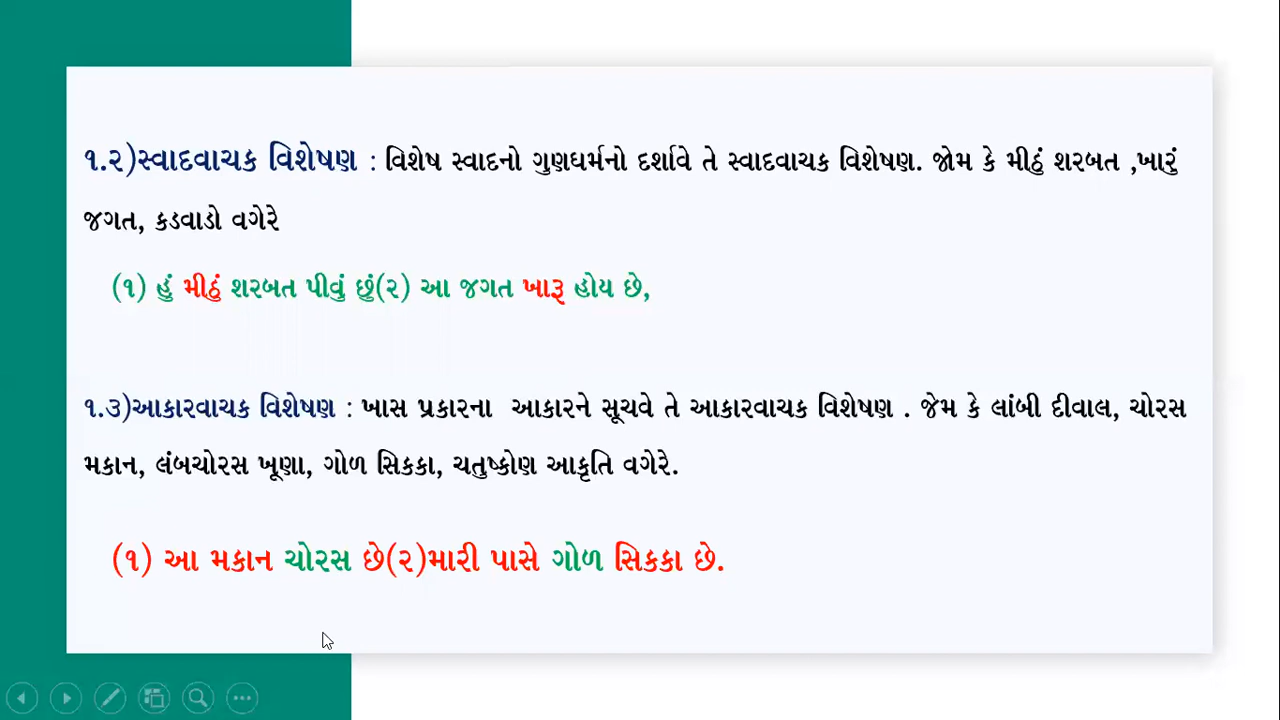 ૧.૨)સ્વાદવાચક વિશેષણ : વિશેષ સ્વાદનો ગુણધર્મનો દર્શાવે તે સ્વાદવાચક વિશેષણ. જોમ કે મીઠું શરબત ,ખારું
જગત, કડવાડો વગેરે
(૧) હું મીઠું શરબત પીવું છું(૨) આ જગત ખારૂ હોય છે,
૧.૩)આકારવાચક વિશેષણ : ખાસ પ્રકારના આકારને સૂચવે તે આકારવાચક વિશેષણ . જેમ કે લાંબી દીવાલ, ચોરસ
મકાન, લંબચોરસ ખૂણા, ગોળ સિકકા, ચતુષ્કોણ આકૃતિ વગેરે.
(૧) આ મકાન ચોરસ છે(૨)મારી પાસે ગોળ સિકકા છે.